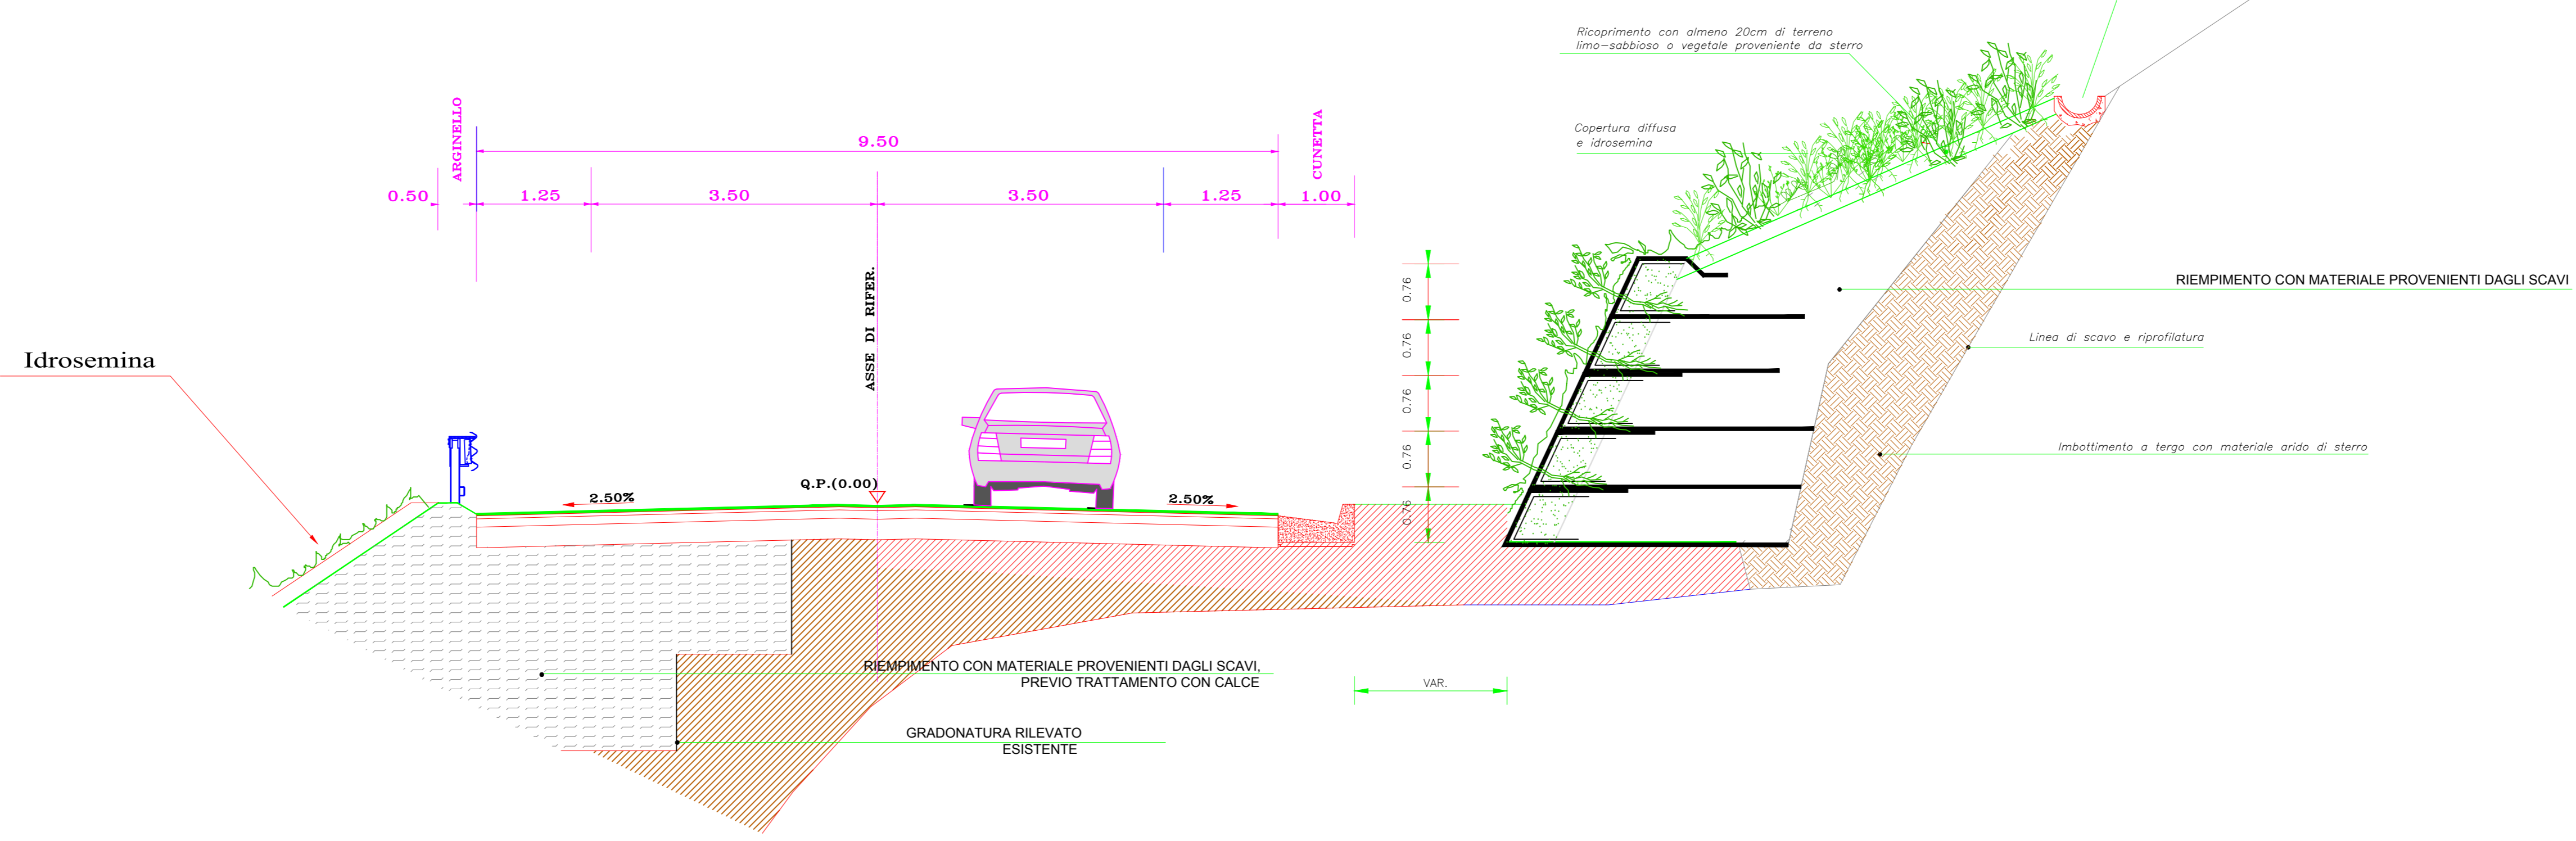 Ricoprimento con almeno 20cm di terreno
limo-sabbioso o vegetale proveniente da sterro
Copertura diffusa
e idrosemina
ARGINELLO
CUNETTA
9.50
0.50
1.25
3.50
3.50
1.25
1.00
ASSE DI RIFER.
0.76
0.76
0.76
0.76
0.76
RIEMPIMENTO CON MATERIALE PROVENIENTI DAGLI SCAVI
Linea di scavo e riprofilatura
Idrosemina
Imbottimento a tergo con materiale arido di sterro
Q.P.(0.00)
2.50%
2.50%
RIEMPIMENTO CON MATERIALE PROVENIENTI DAGLI SCAVI,
PREVIO TRATTAMENTO CON CALCE
VAR.
GRADONATURA RILEVATO
ESISTENTE